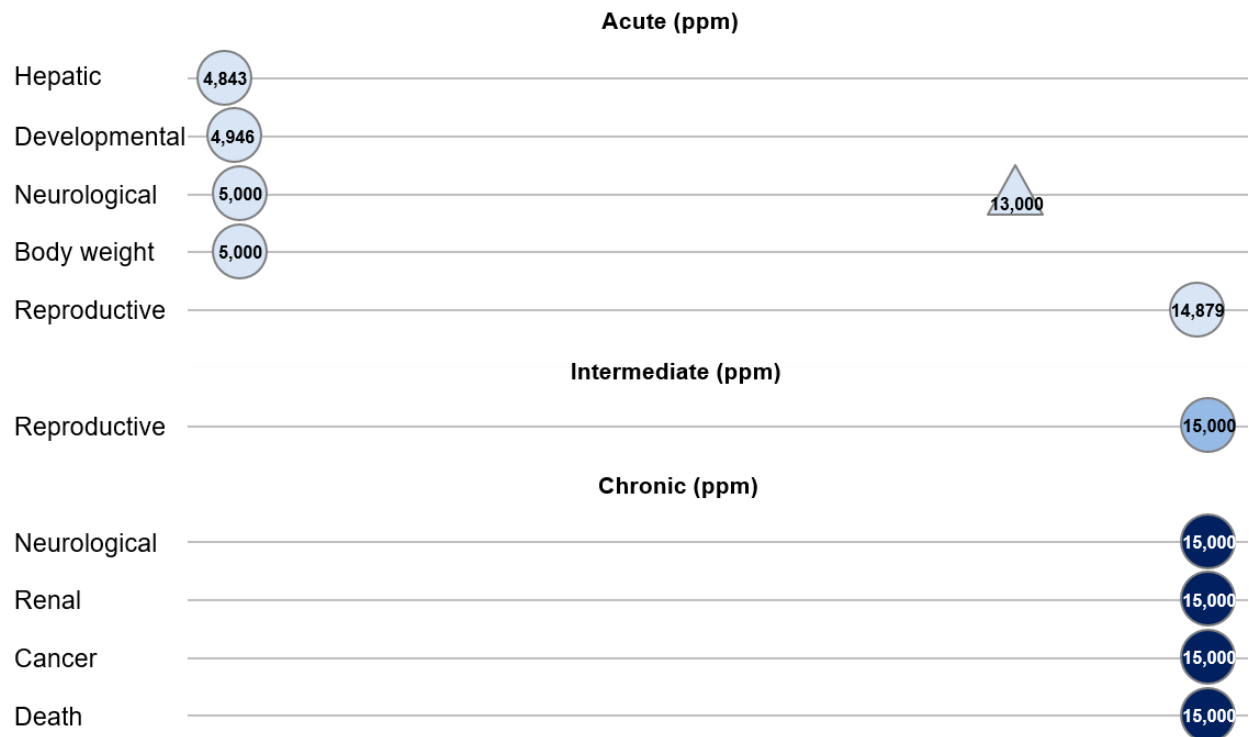 Acute (ppm)
Hepatic 4,843
Developmental 4,946
Neurological 5,000 13,000
Body weight 5,000
Reproductive 14,879
Intermediate (ppm)
Reproductive 15,000
Chronic (ppm)
Neurological 15,000
Renal 15,000
Cancer 15,000
Death 15,000